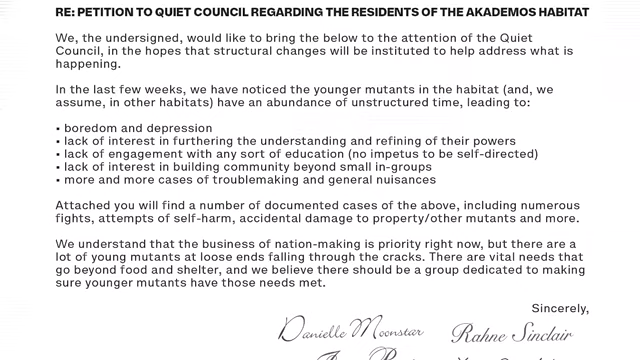 RE: PETITION TO QUIET COUNCIL REGARDING THE RESIDENTS OF THE AKADEMOS HABITAT
We, the undersigned, would like to bring the below to the attention of the Quiet
Council, in the hopes that structural changes will be instituted to help address what is
happening.
In the last few weeks, we have noticed the younger mutants in the habitat (and, we
assume, in other habitats) have an abundance of unstructured time, leading to:
• boredom and depression
• lack of interest in furthering the understanding and refining of their powers
• lack of engagement with any sort of education (no impetus to be self-directed)
• lack of interest in building community beyond small in-groups
• more and more cases of troublemaking and general nuisances
Attached you will find a number of documented cases of the above, including numerous
fights, attempts of self-harm, accidental damage to property/other mutants and more.
We understand that the business of nation-making is priority right now, but there are a
lot of young mutants at loose ends falling through the cracks. There are vital needs that
go beyond food and shelter, and we believe there should be a group dedicated to making
sure younger mutants have those needs met.
Sincerely,
Danielle Moonstar Rahne Sinclair